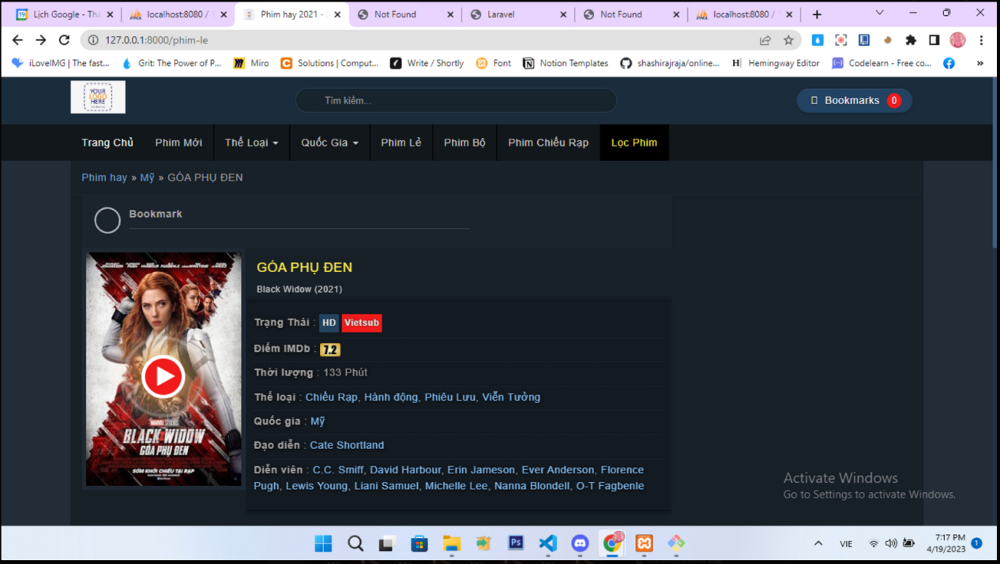 Lịch Google - Thá
localhost:8080 / 1
Phim hay 2021 -
Not Found
Laravel
Not Found
localhost:8080 / 1
127.0.0.1:8000/phim-le
iLoveIMG | The fast...
Grit: The Power of P...
Miro
Solutions | Comput...
Write / Shortly
Font
Notion Templates
shashirajraja/online...
Hemingway Editor
Codelearn - Free co...
YOUR
LOGO
HERE
Tìm kiếm...
Bookmarks 0
Trang Chủ
Phim Mới
Thể Loại
Quốc Gia
Phim Lẻ
Phim Bộ
Phim Chiếu Rạp
Lọc Phim
Phim hay » Mỹ » GÓA PHỤ ĐEN
Bookmark
GÓA PHỤ ĐEN
Black Widow (2021)
Trạng Thái : HD Vietsub
Điểm IMDb : 7.2
Thời lượng : 133 Phút
Thể loại : Chiếu Rạp, Hành động, Phiêu Lưu, Viễn Tưởng
Quốc gia : Mỹ
Đạo diễn : Cate Shortland
Diễn viên : C.C. Smiff, David Harbour, Erin Jameson, Ever Anderson, Florence
Pugh, Lewis Young, Liani Samuel, Michelle Lee, Nanna Blondell, O-T Fagbenle
MARVEL STUDIOS
BLACK WIDOW
GÓA PHỤ ĐEN
SỚM KHỞI CHIẾU TẠI RẠP
Activate Windows
Go to Settings to activate Windows.
Ps
VIE
7:17 PM
4/19/2023
1